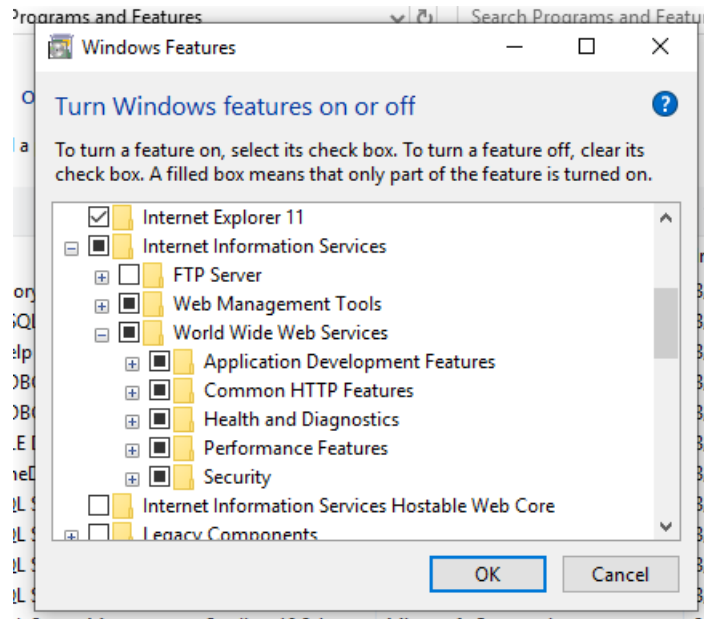 Programs and Features
Search Programs and Featu
Windows Features
Turn Windows features on or off
To turn a feature on, select its check box. To turn a feature off, clear its
check box. A filled box means that only part of the feature is turned on.
Internet Explorer 11
Internet Information Services
FTP Server
Web Management Tools
World Wide Web Services
Application Development Features
Common HTTP Features
Health and Diagnostics
Performance Features
Security
Internet Information Services Hostable Web Core
Legacy Components
OK Cancel